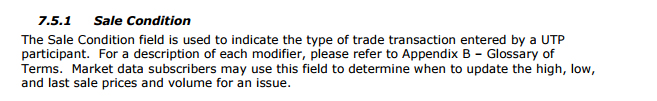 7.5.1 Sale Condition
The Sale Condition field is used to indicate the type of trade transaction entered by a UTP
participant. For a description of each modifier, please refer to Appendix B – Glossary of
Terms. Market data subscribers may use this field to determine when to update the high, low,
and last sale prices and volume for an issue.